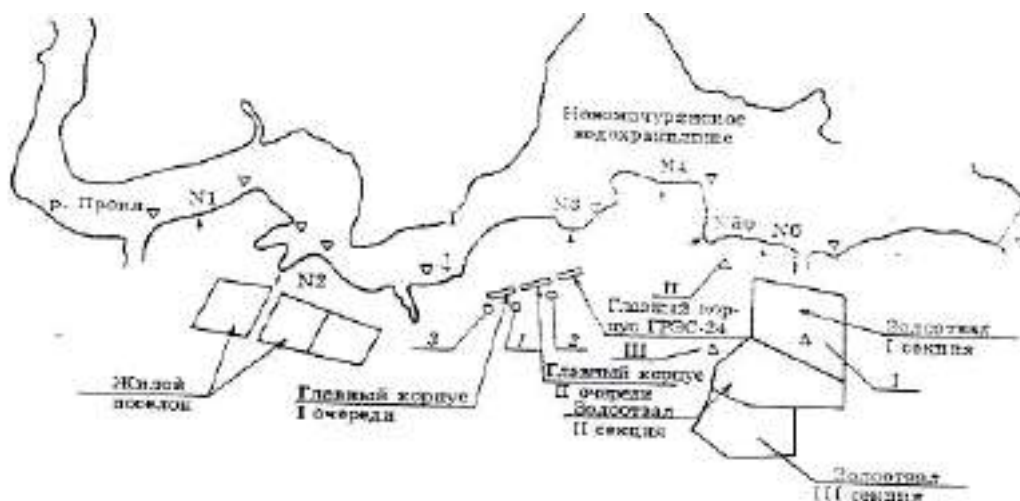 Новомичуринское
водохранилище
N4
р. Проня
N1
N3
N5
N6
N2
II
Главный кор-
пус ГРЭС-24
Золоотвал
I секция
3
1
2
III
I
Жилой
поселок
Главный корпус
I очереди
Главный корпус
II очереди
Золоотвал
II секция
Золоотвал
III секция